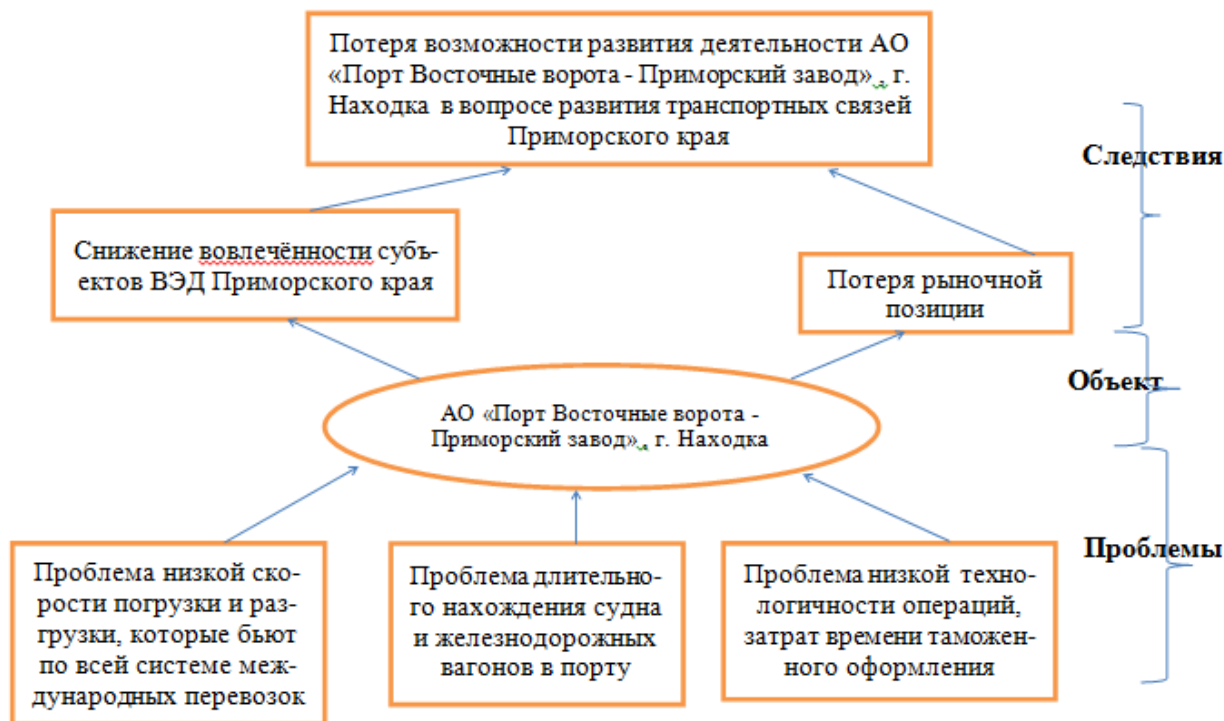 Потеря возможности развития деятельности АО
«Порт Восточные ворота - Приморский завод» , г.
Находка в вопросе развития транспортных связей
Приморского края
Следствия
Снижение вовлечённости субъ-
ектов ВЭД Приморского края
Потеря рыночной
позиции
Объект
АО «Порт Восточные ворота -
Приморский завод» , г. Находка
Проблемы
Проблема низкой ско-
рости погрузки и раз-
грузки, которые бьют
по всей системе меж-
дународных перевозок
Проблема длительно-
го нахождения судна
и железнодорожных
вагонов в порту
Проблема низкой техно-
логичности операций,
затрат времени таможен-
ного оформления